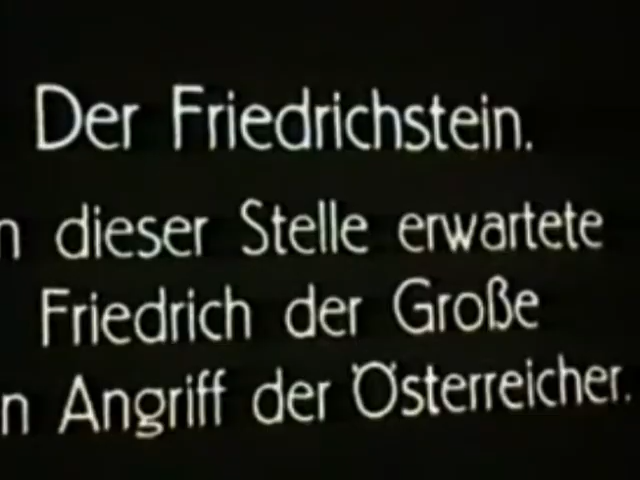 Der Friedrichstein.
n dieser Stelle erwartete
Friedrich der Große
n Angriff der Österreicher.